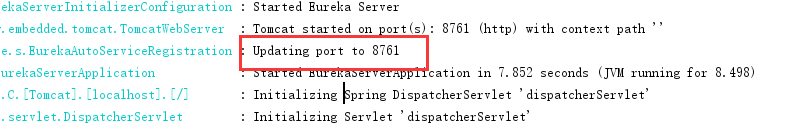 ekaServerInitializerConfiguration : Started Eureka Server
.embedded.tomcat.TomcatWebServer : Tomcat started on port(s): 8761 (http) with context path ''
e.s.EurekaAutoServiceRegistration : Updating port to 8761
urekaServerApplication : Started EurekaServerApplication in 7.852 seconds (JVM running for 8.498)
.C.[Tomcat].[localhost].[/] : Initializing Spring DispatcherServlet 'dispatcherServlet'
.servlet.DispatcherServlet : Initializing Servlet 'dispatcherServlet'